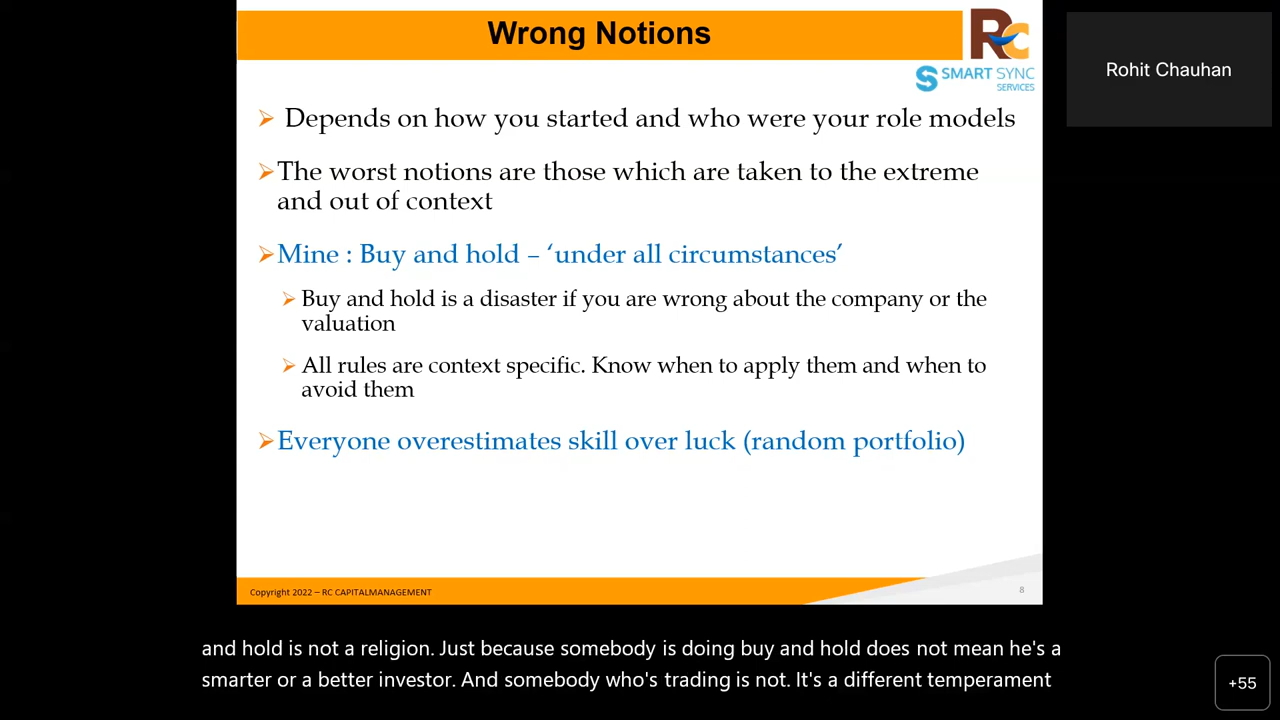 Wrong Notions
Rc
SMART SYNC
SERVICES
Rohit Chauhan
➢ Depends on how you started and who were your role models
➢ The worst notions are those which are taken to the extreme
and out of context
➢ Mine : Buy and hold – ‘under all circumstances’
➢ Buy and hold is a disaster if you are wrong about the company or the
valuation
➢ All rules are context specific. Know when to apply them and when to
avoid them
➢ Everyone overestimates skill over luck (random portfolio)
Copyright 2022 – RC CAPITALMANAGEMENT
8
and hold is not a religion. Just because somebody is doing buy and hold does not mean he's a
smarter or a better investor. And somebody who's trading is not. It's a different temperament
+55